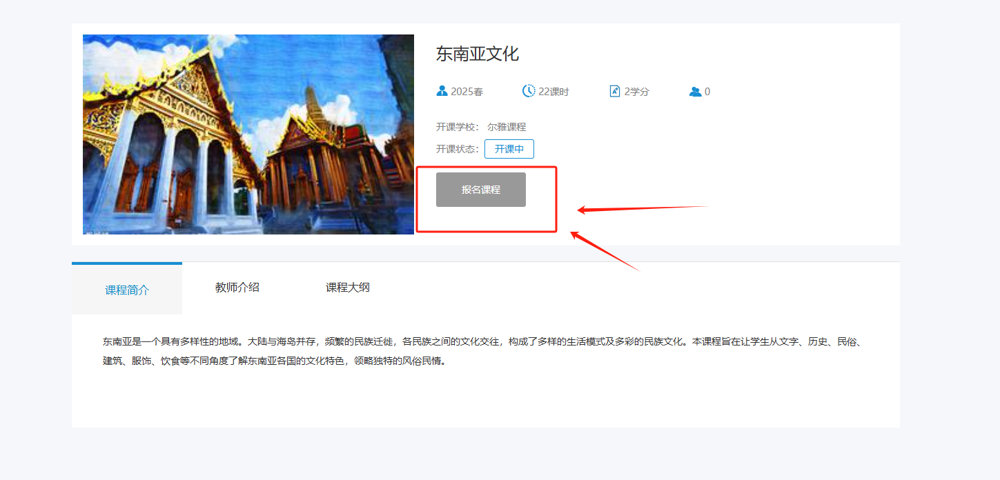 东南亚文化
2025春 22课时 2学分 0
开课学校： 尔雅课程
开课状态： 开课中
报名课程
课程简介 教师介绍 课程大纲
东南亚是一个具有多样性的地域。大陆与海岛并存，频繁的民族迁徙，各民族之间的文化交往，构成了多样的生活模式及多彩的民族文化。本课程旨在让学生从文字、历史、民俗、
建筑、服饰、饮食等不同角度了解东南亚各国的文化特色，领略独特的风俗民情。